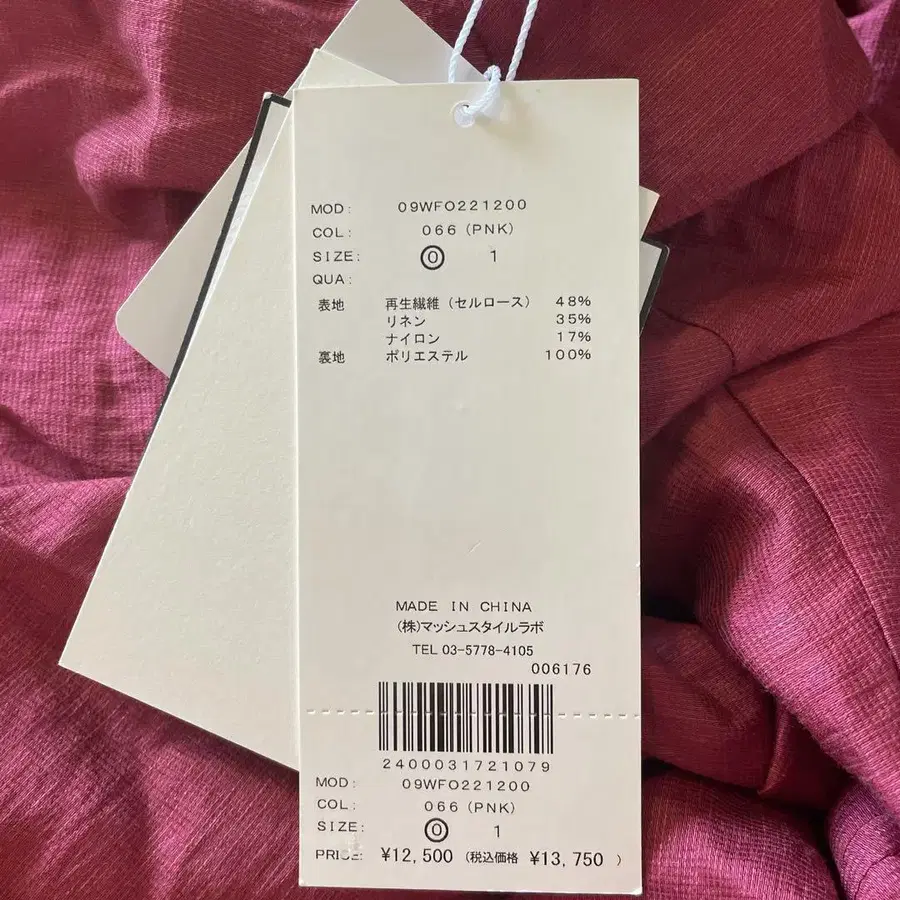 MOD: 09WFO221200
COL: 066 (PNK)
SIZE: 0 1
QUA:
表地 再生繊維 (セルロース) 48%
リネン 35%
ナイロン 17%
裏地 ポリエステル 100%
MADE IN CHINA
(株)マッシュスタイルラボ
TEL 03-5778-4105
006176
2400031721079
MOD: 09WFO221200
COL: 066 (PNK)
SIZE: 0 1
PRICE: ¥12,500 (税込価格 ¥13,750 )